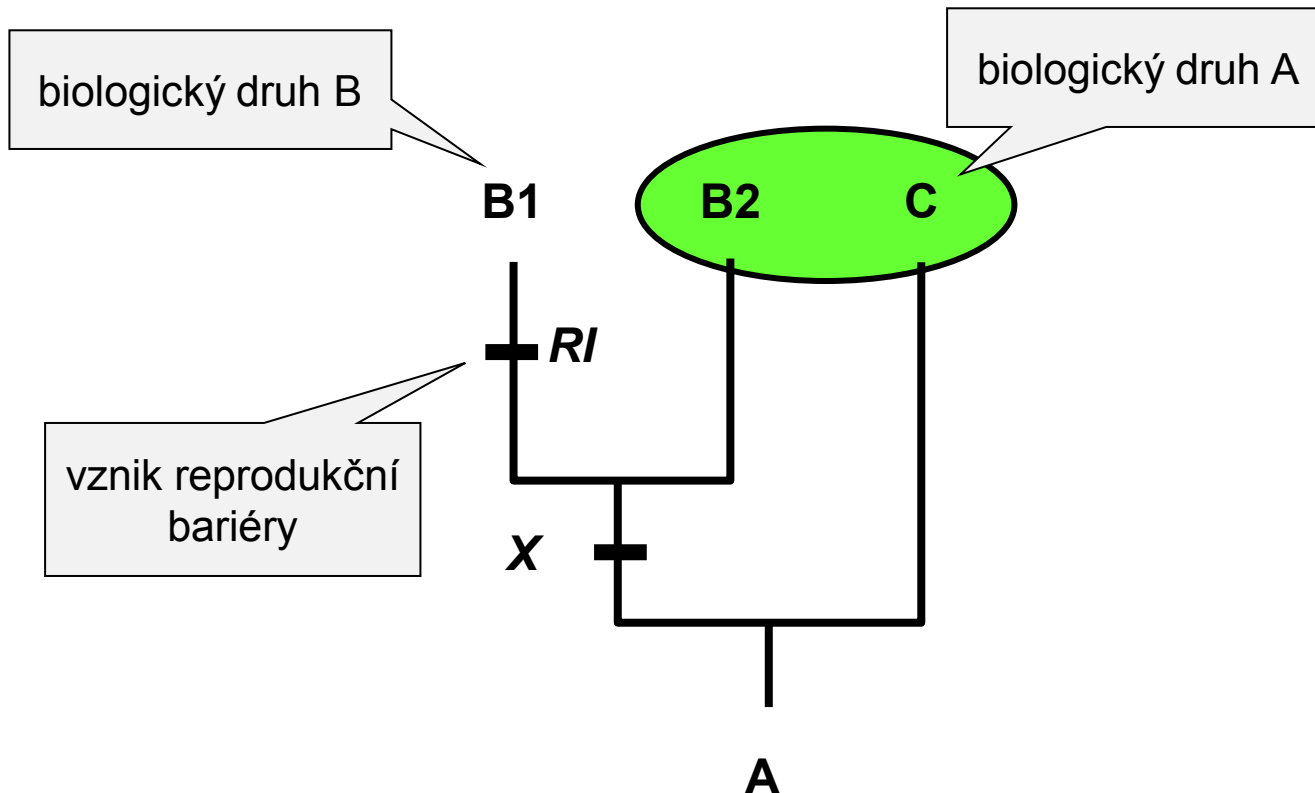 biologický druh B
biologický druh A
B1
B2
C
RI
vznik reprodukční
bariéry
X
A